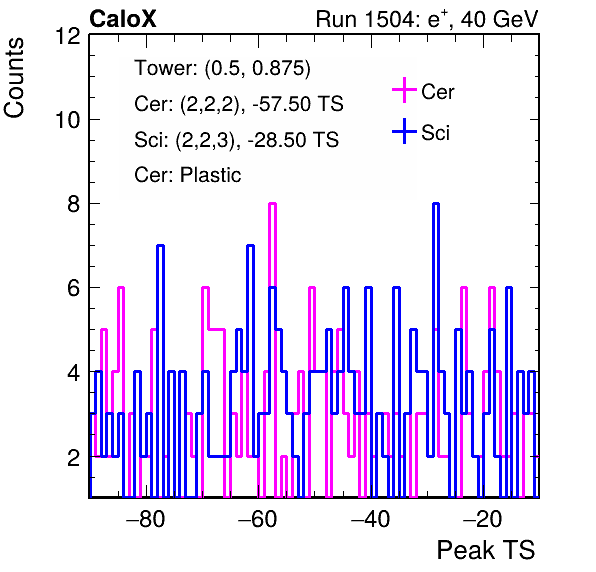 CaloX Run 1504: e⁺, 40 GeV
Counts
12
10
8
6
4
2
Tower: (0.5, 0.875)
Cer: (2,2,2), -57.50 TS
Sci: (2,2,3), -28.50 TS
Cer: Plastic
Cer
Sci
−80 −60 −40 −20
Peak TS